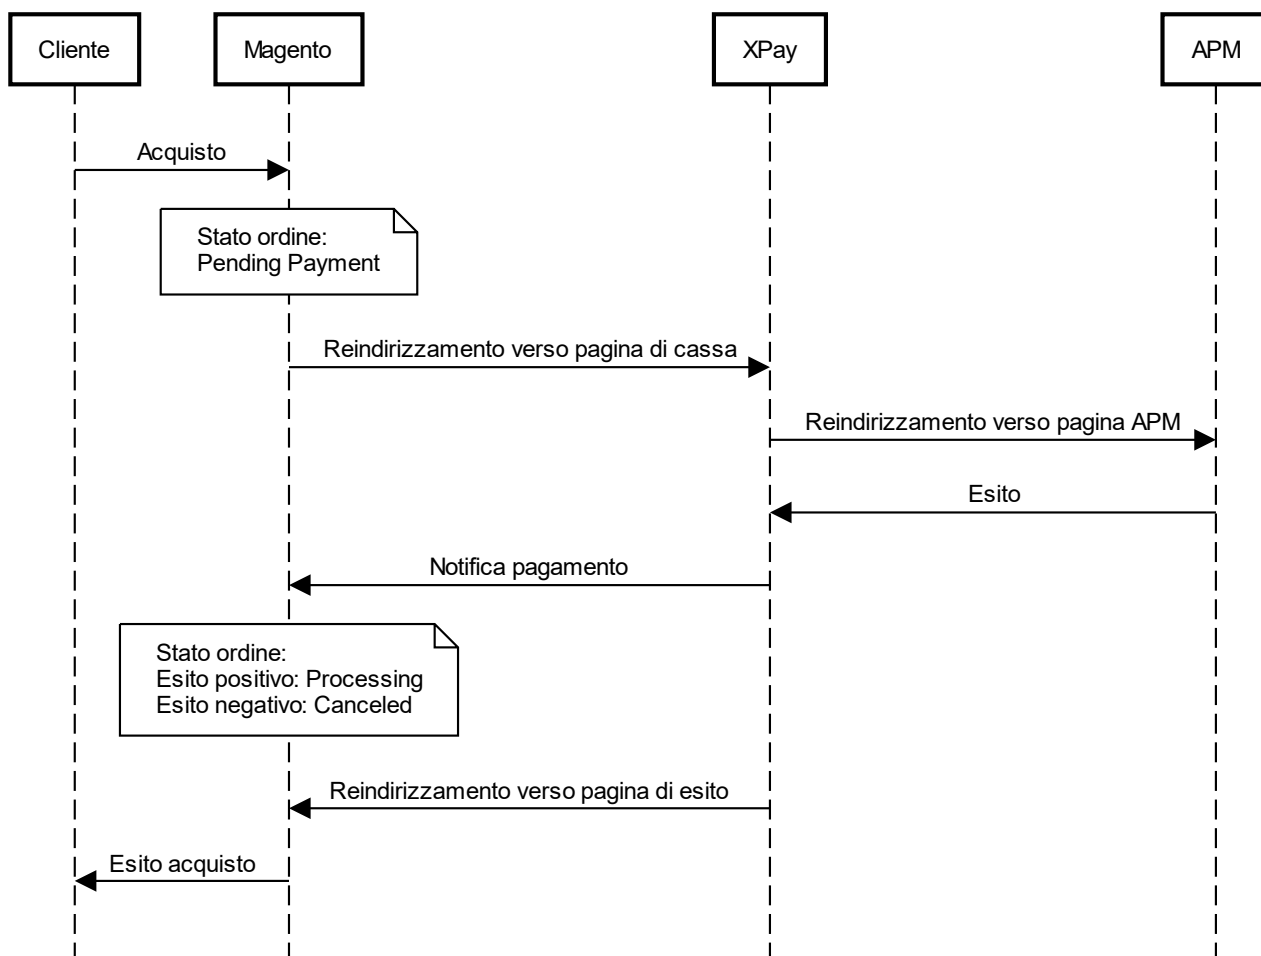 Cliente
Magento
XPay
APM
Acquisto
Stato ordine:
Pending Payment
Reindirizzamento verso pagina di cassa
Reindirizzamento verso pagina APM
Esito
Notifica pagamento
Stato ordine:
Esito positivo: Processing
Esito negativo: Canceled
Reindirizzamento verso pagina di esito
Esito acquisto